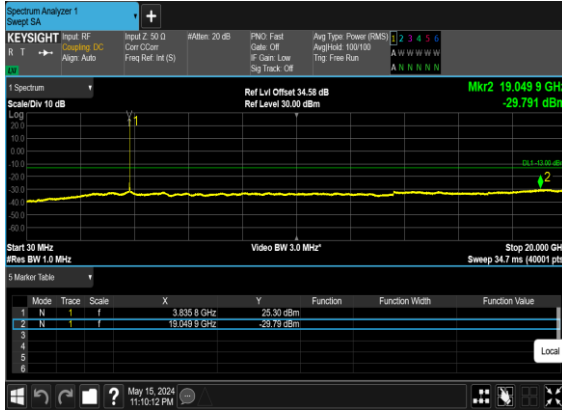 Spectrum Analyzer 1
Swept SA
+
KEYSIGHT Input: RF Input Z: 50 Ω #Atten: 20 dB PNO: Fast Avg Type: Power (RMS) 1 2 3 4 5 6
R T Coupling: DC Corr CCorr Gate: Off Avg|Hold: 100/100 A W W W W W
Align: Auto Freq Ref: Int (S) IF Gain: Low Trig: Free Run
Sig Track: Off A N N N N N
1 Spectrum
Scale/Div 10 dB
Ref Lvl Offset 34.58 dB
Ref Level 30.00 dBm
Mkr2 19.049 9 GHz
-29.791 dBm
Log
20.0
10.0
0.00
-10.0
-20.0
-30.0
-40.0
-50.0
-60.0
1
DL1 -13.00 dB
2
Start 30 MHz Video BW 3.0 MHz* Stop 20.000 GH
#Res BW 1.0 MHz Sweep 34.7 ms (40001 pts
5 Marker Table
Mode Trace Scale X Y Function Function Width Function Value
1 N 1 f 3.835 8 GHz 25.30 dBm
2 N 1 f 19.049 9 GHz -29.79 dBm
3
4
5
6
Local
? May 15, 2024
11:10:12 PM